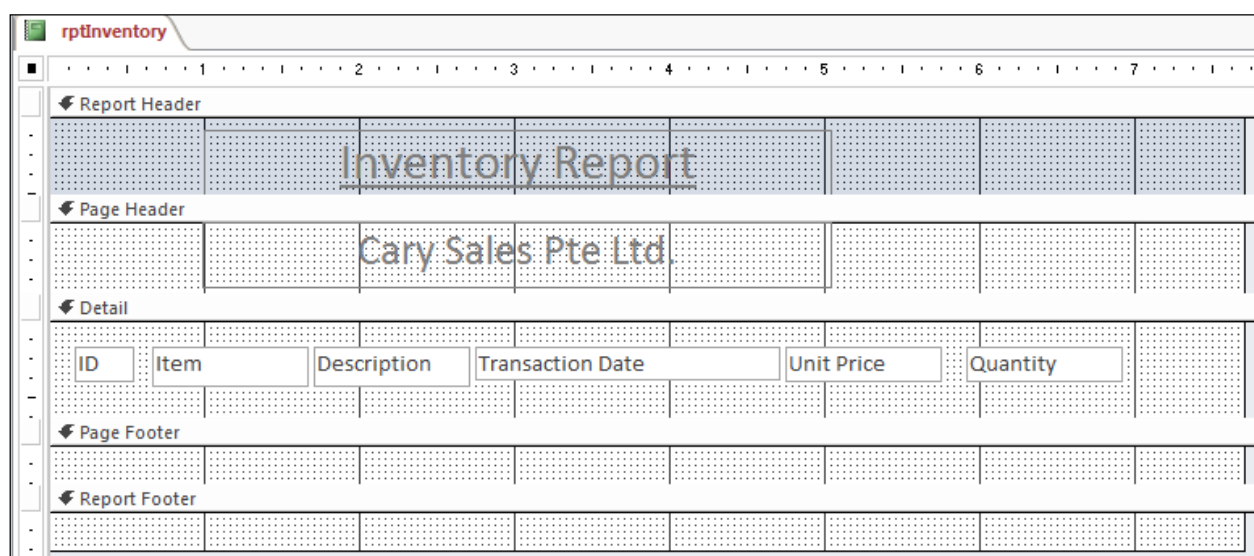 rptInventory
1 2 3 4 5 6 7
Report Header
Inventory Report
Page Header
Cary Sales Pte Ltd.
Detail
ID Item Description Transaction Date Unit Price Quantity
Page Footer
Report Footer